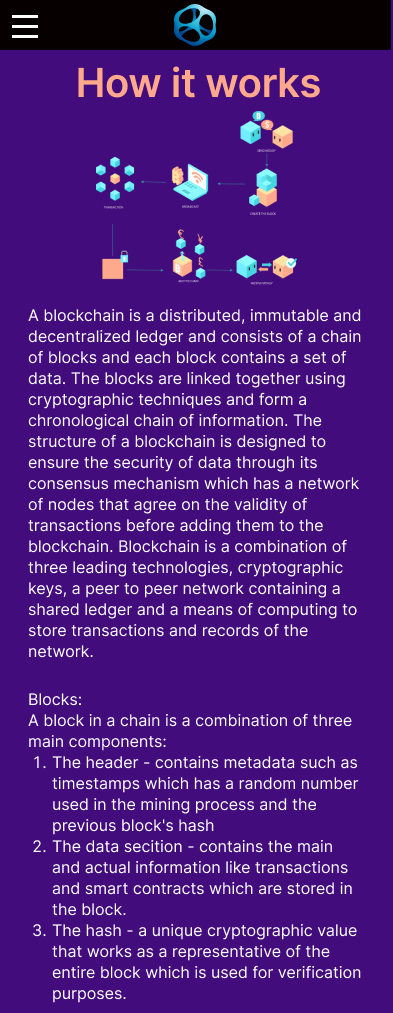 How it works
TRANSACTION
CREATE THE BLOCK
A blockchain is a distributed, immutable and
decentralized ledger and consists of a chain
of blocks and each block contains a set of
data. The blocks are linked together using
cryptographic techniques and form a
chronological chain of information. The
structure of a blockchain is designed to
ensure the security of data through its
consensus mechanism which has a network
of nodes that agree on the validity of
transactions before adding them to the
blockchain. Blockchain is a combination of
three leading technologies, cryptographic
keys, a peer to peer network containing a
shared ledger and a means of computing to
store transactions and records of the
network.
Blocks:
A block in a chain is a combination of three
main components:
1. The header - contains metadata such as
timestamps which has a random number
used in the mining process and the
previous block's hash
2. The data secition - contains the main
and actual information like transactions
and smart contracts which are stored in
the block.
3. The hash - a unique cryptographic value
that works as a representative of the
entire block which is used for verification
purposes.